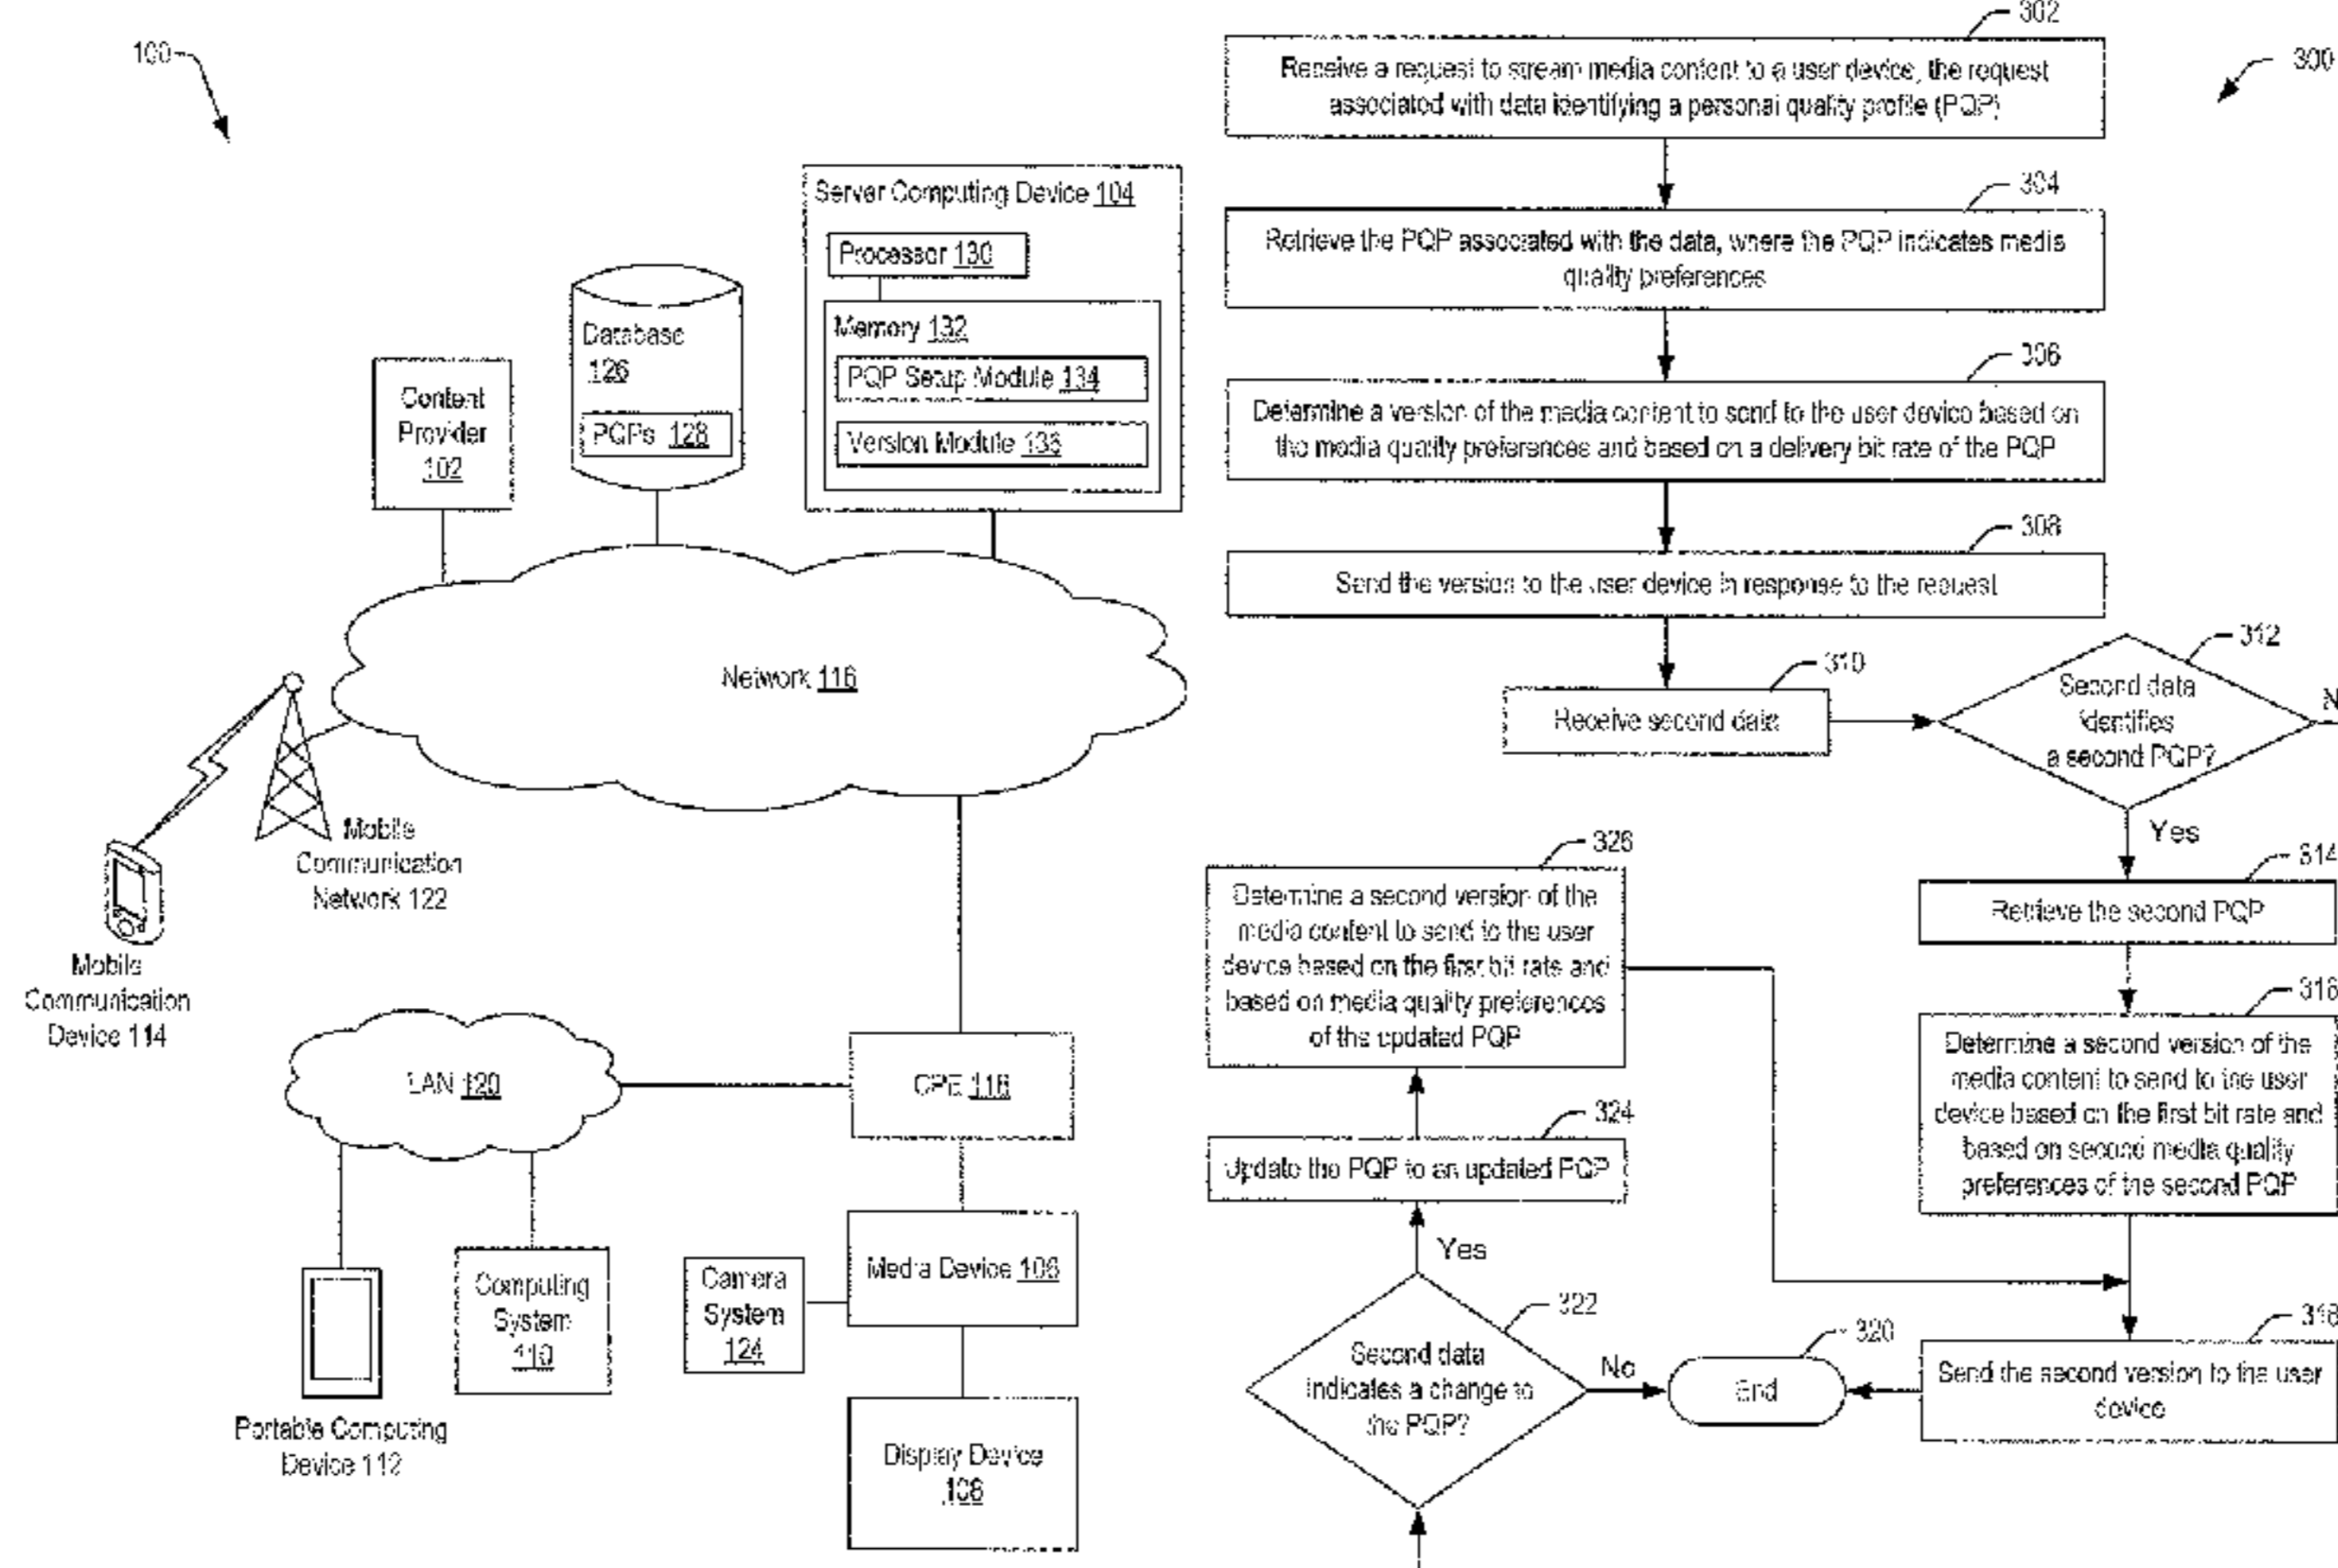 100
Server Computing Device 104
Processor 130
Memory 132
PQP Setup Module 134
Version Module 136
Database
126
PQPs 128
Content
Provider
102
Network 116
Mobile
Communication
Network 122
Mobile
Communication
Device 114
LAN 120
CPE 118
Portable Computing
Device 112
Computing
System
110
Camera
System
124
Media Device 106
Display Device
108
300
302
Receive a request to stream media content to a user device, the request
associated with data identifying a personal quality profile (PQP)
304
Retrieve the PQP associated with the data, where the PQP indicates media
quality preferences
306
Determine a version of the media content to send to the user device based on
the media quality preferences and based on a delivery bit rate of the PQP
308
Send the version to the user device in response to the request
310
Receive second data
312
Second data
identifies
a second PQP?
N
Yes
314
Retrieve the second PQP
316
Determine a second version of the
media content to send to the user
device based on the first bit rate and
based on second media quality
preferences of the second PQP
318
Send the second version to the user
device
320
End
322
Second data
indicates a change to
the PQP?
No
Yes
324
Update the PQP to an updated PQP
326
Determine a second version of the
media content to send to the user
device based on the first bit rate and
based on media quality preferences
of the updated PQP